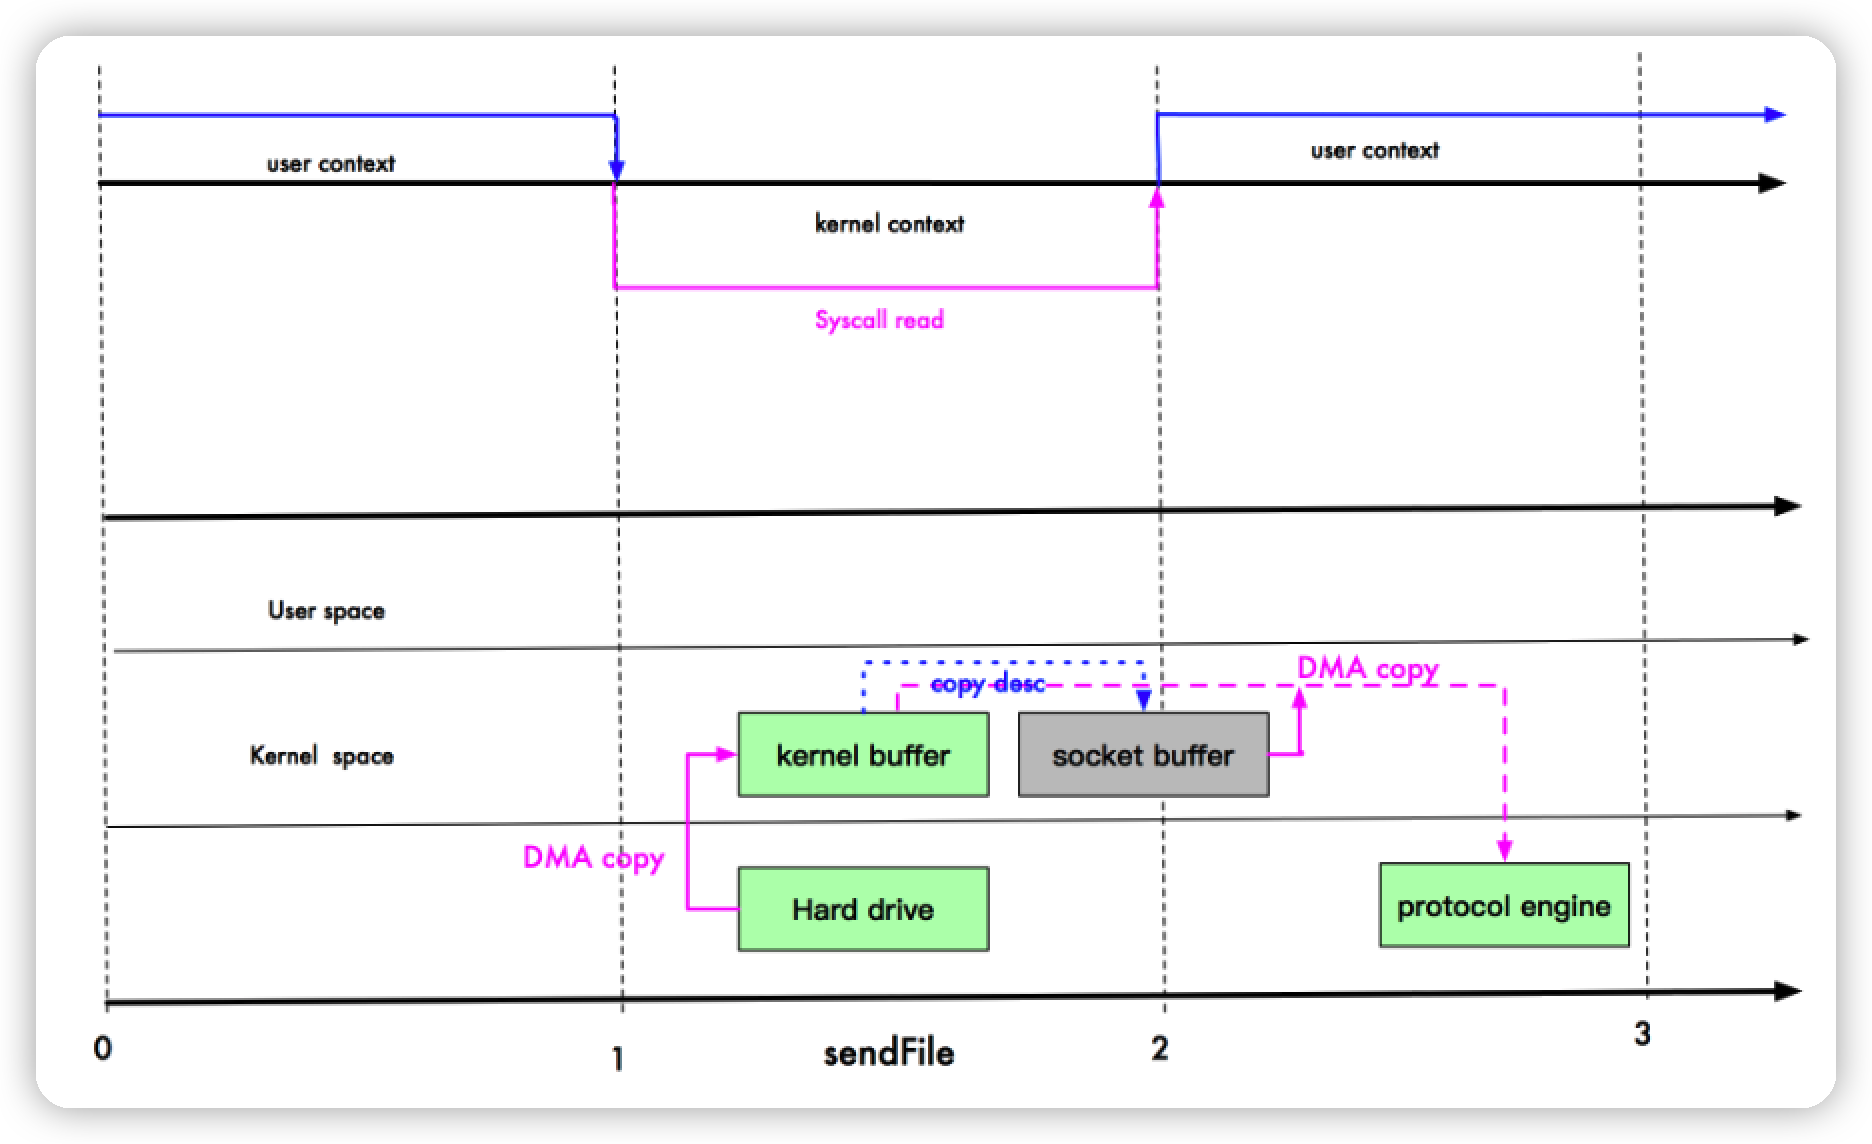 user context
user context
kernel context
Syscall read
User space
DMA copy
copy desc
Kernel space
kernel buffer
socket buffer
DMA copy
Hard drive
protocol engine
0
1
sendFile
2
3